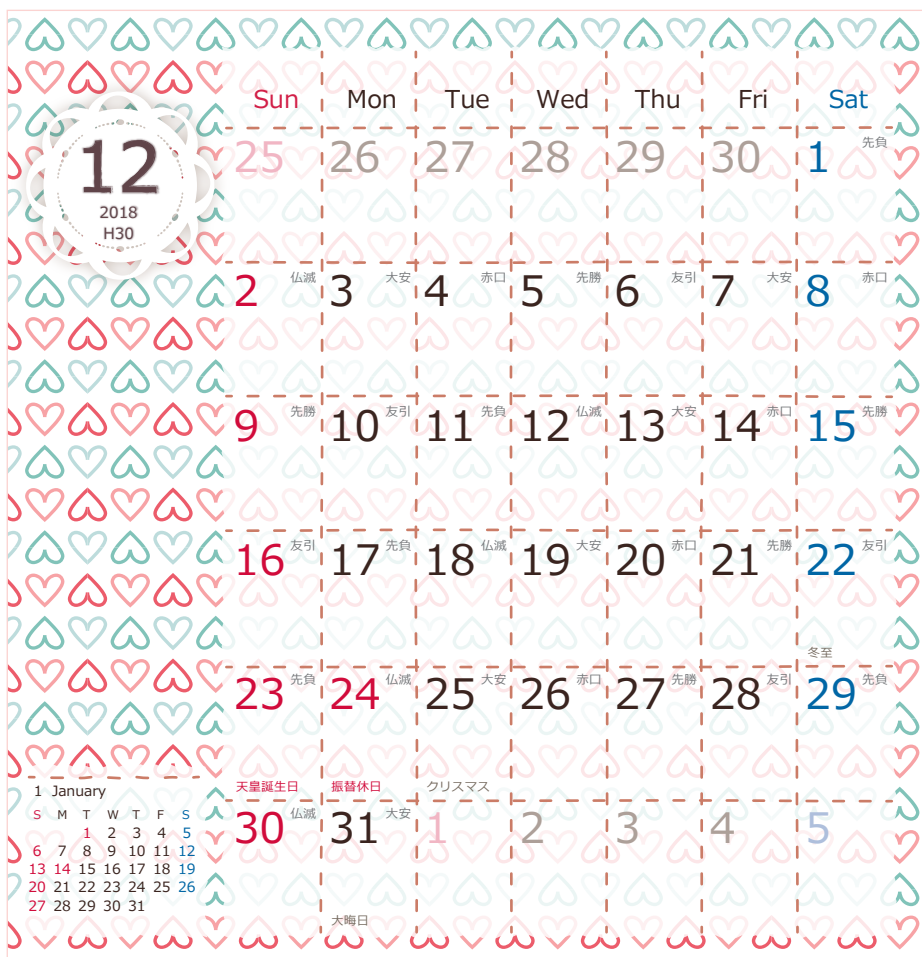 12
2018
H30
Sun Mon Tue Wed Thu Fri Sat
25 26 27 28 29 30 1 先負
2 仏滅 3 大安 4 赤口 5 先勝 6 友引 7 大安 8 赤口
9 先勝 10 友引 11 先負 12 仏滅 13 大安 14 赤口 15 先勝
16 友引 17 先負 18 仏滅 19 大安 20 赤口 21 先勝 22 友引
冬至
23 先負 24 仏滅 25 大安 26 赤口 27 先勝 28 友引 29 先負
天皇誕生日 振替休日 クリスマス
30 仏滅 31 大安 1 2 3 4 5
大晦日
1 January
S M T W T F S
1 2 3 4 5
6 7 8 9 10 11 12
13 14 15 16 17 18 19
20 21 22 23 24 25 26
27 28 29 30 31